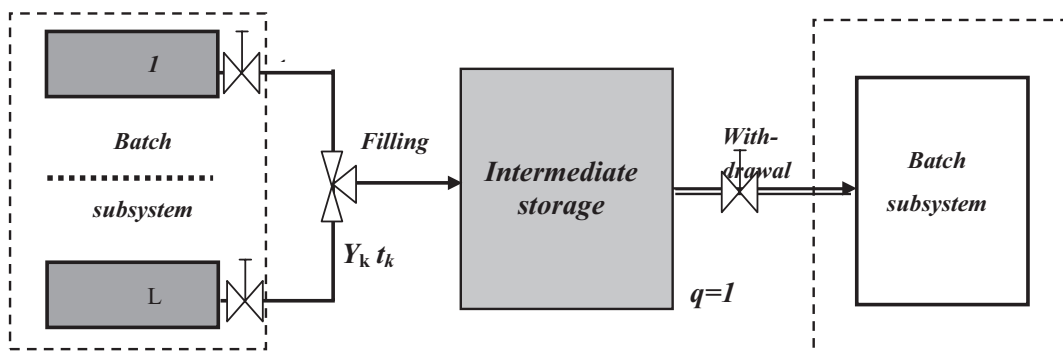 1
Batch
subsystem
L
Filling
Y_k t_k
Intermediate
storage
With-
drawal
q=1
Batch
subsystem